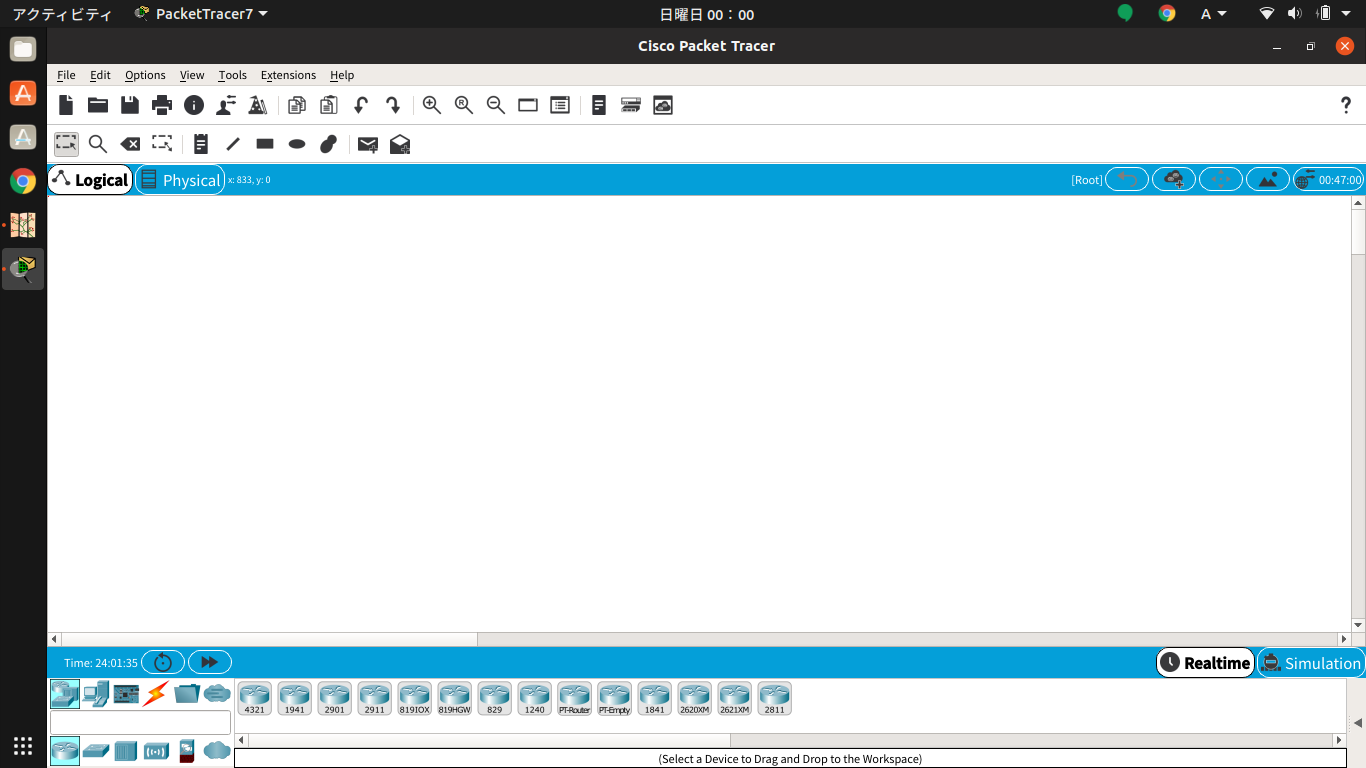 アクティビティ PacketTracer7 日曜日 00：00 A
Cisco Packet Tracer
File Edit Options View Tools Extensions Help
Logical Physical x: 833, y: 0 [Root] 00:47:00
Time: 24:01:35 Realtime Simulation
4321 1941 2901 2911 819IOX 819HGW 829 1240 PT-Router PT-Empty 1841 2620XM 2621XM 2811
(Select a Device to Drag and Drop to the Workspace)